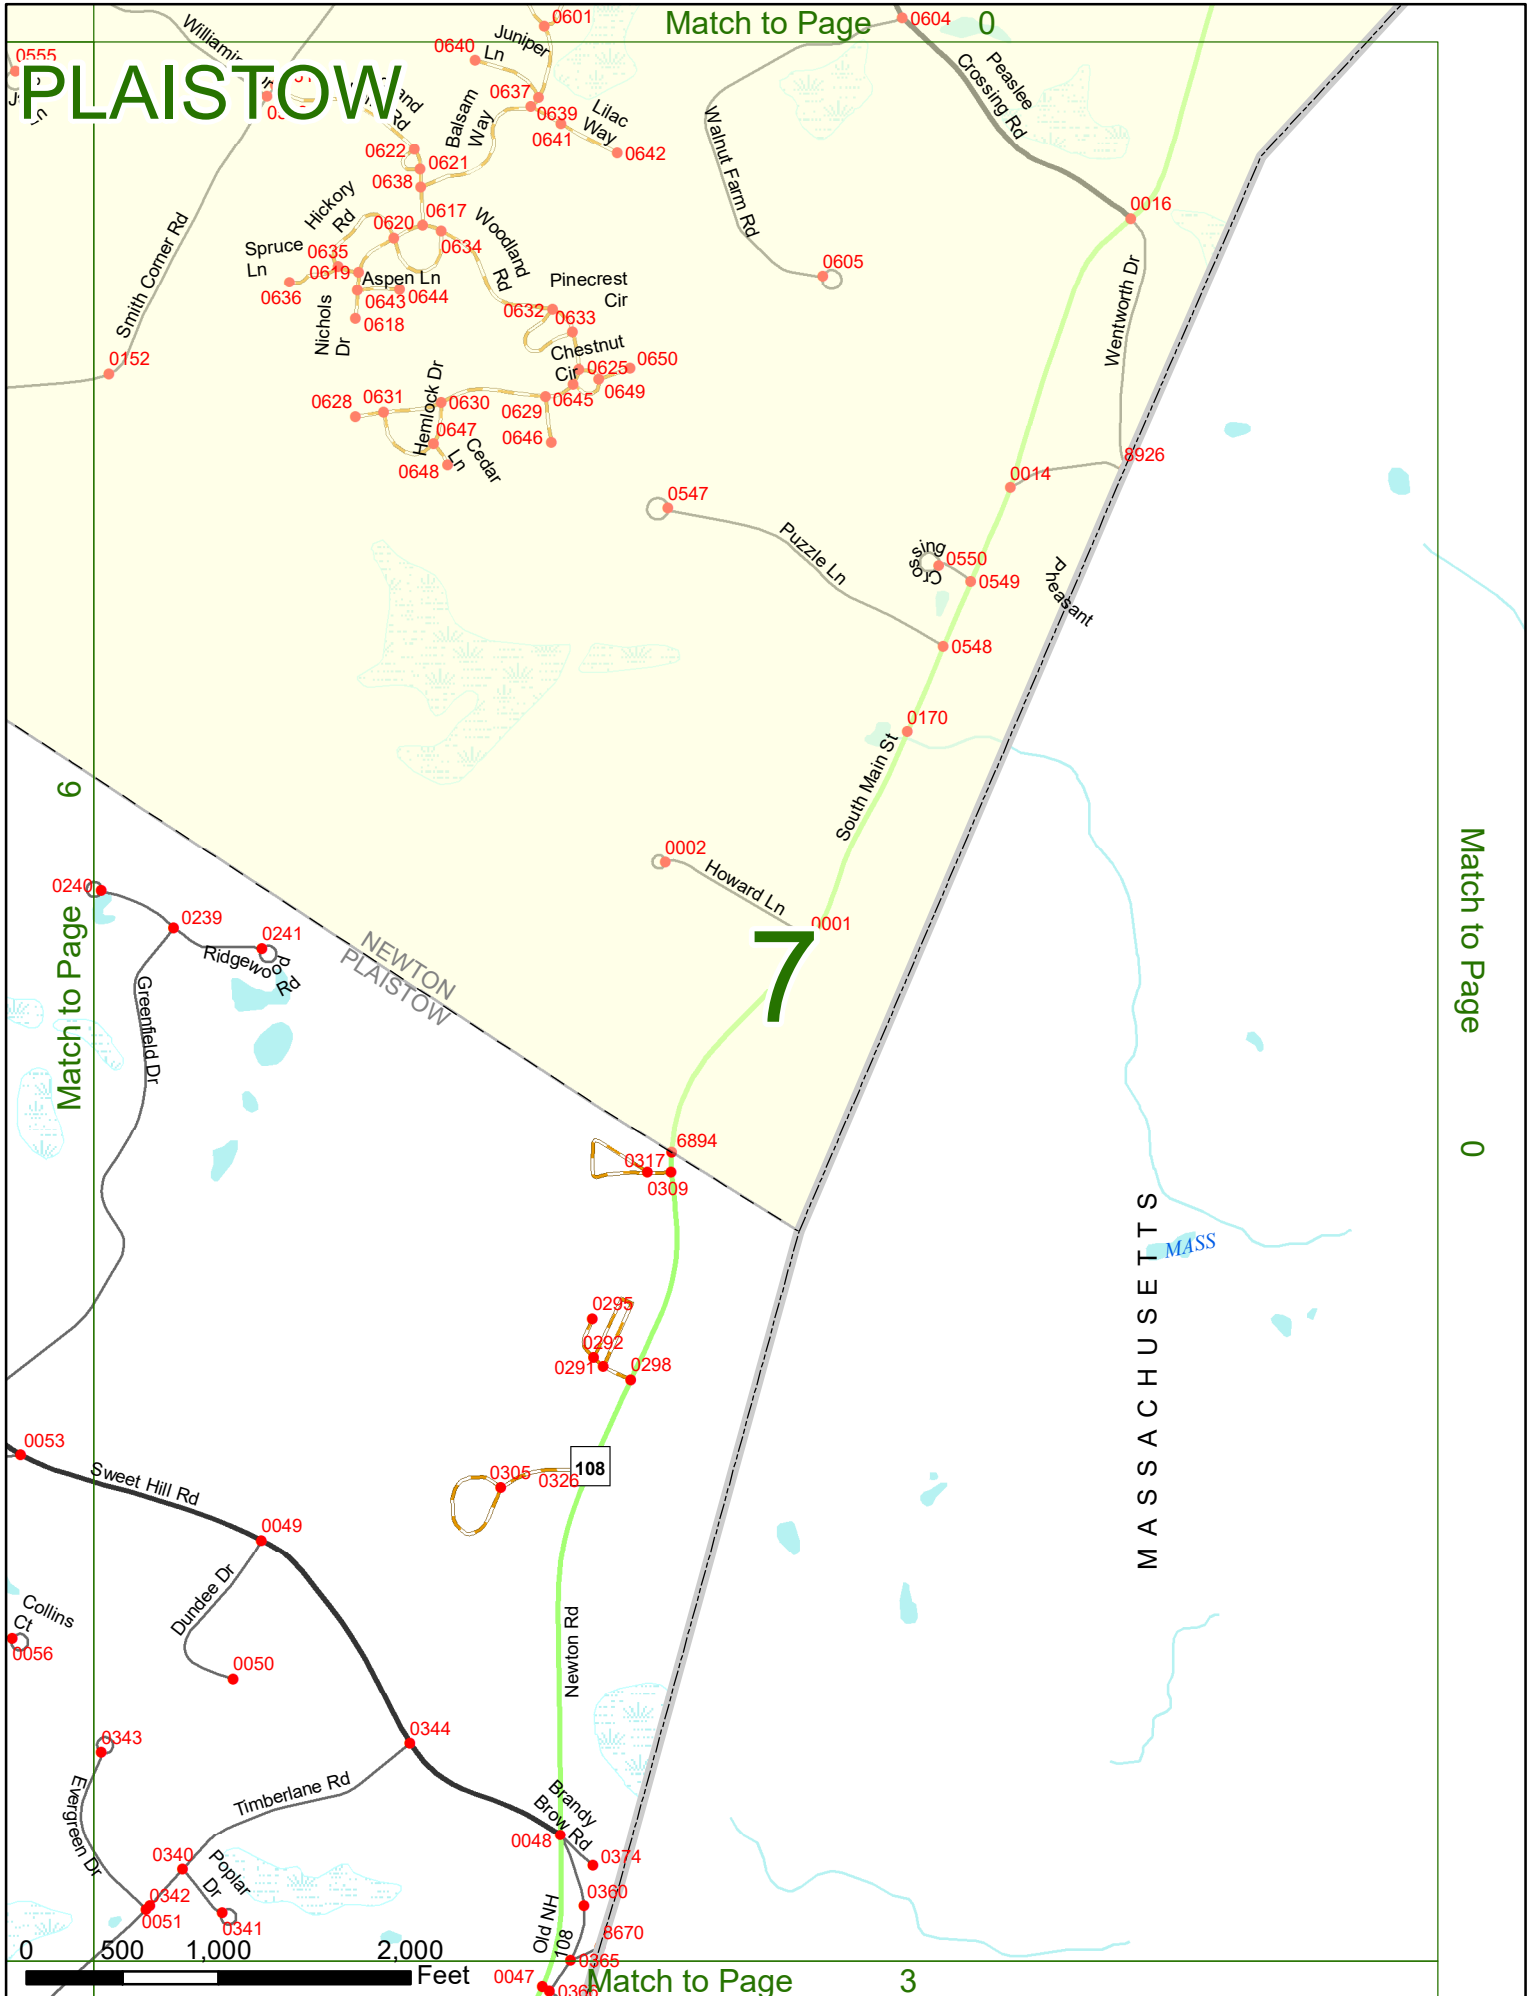 Match to Page 0
PLAISTOW
0555
0601
0604
0640
Juniper
Ln
0637
0639
0641
Lilac
Way
0642
Balsam
Way
Peaslee
Crossing Rd
Walnut Farm Rd
0622
0621
0638
Hickory
Rd
0617
0620
0634
Woodland
Rd
0016
Spruce
Ln
0635
0619
0636
Aspen Ln
0643
0644
0618
Nichols
Dr
Pinecrest
Cir
0605
0632
0633
Smith Corner Rd
Wentworth Dr
0152
Chestnut
Cir
0625
0650
0649
0645
0629
0646
0628
0631
0630
Hemlock Dr
0647
0648
Cedar
Ln
8926
0014
0547
Puzzle Ln
Crossing
0550
0549
Pheasant
0548
0170
South Main St
6
Match to Page
0002
Howard Ln
0001
7
0240
0239
0241
Ridgewood
Rd
Greenfield Dr
NEWTON
PLAISTOW
Match to Page
0
6894
0317
0309
MASS
MASSACHUSETTS
0295
0292
0291
0298
0053
Sweet Hill Rd
0305
0326
108
0049
Dundee Dr
Collins
Ct
0056
0050
Newton Rd
0343
0344
Evergreen Dr
Timberlane Rd
Brandy
Brow Rd
0048
0374
0340
Poplar
Dr
0342
0051
0341
0360
Old NH
108
8670
0365
0047
0366
0 500 1,000 2,000
Feet
Match to Page 3